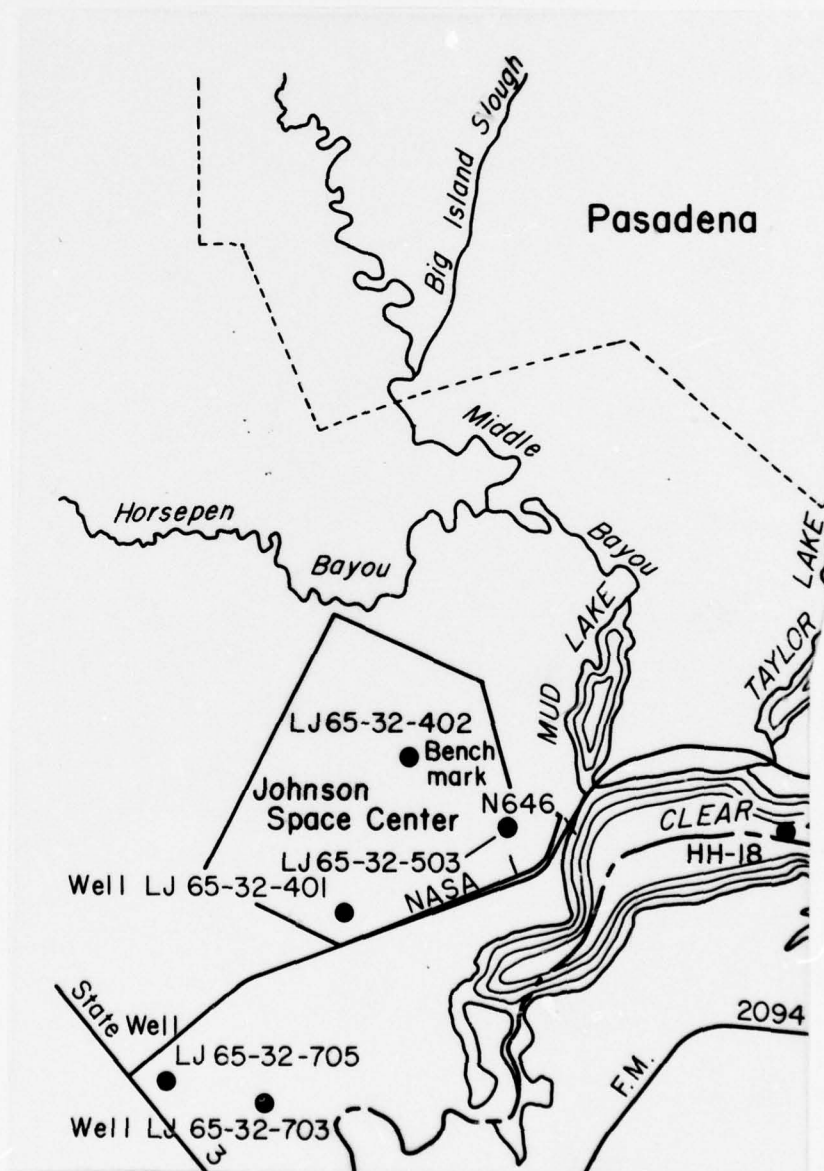 Big Island Slough
Pasadena
Middle
Bayou
Horsepen
Bayou
MUD LAKE
TAYLOR LAKE
LJ65-32-402
Bench
mark
Johnson
Space Center
N646
LJ65-32-503
CLEAR
HH-18
Well LJ 65-32-401
NASA
State
Well
LJ 65-32-705
Well LJ 65-32-703
3
F.M.
2094